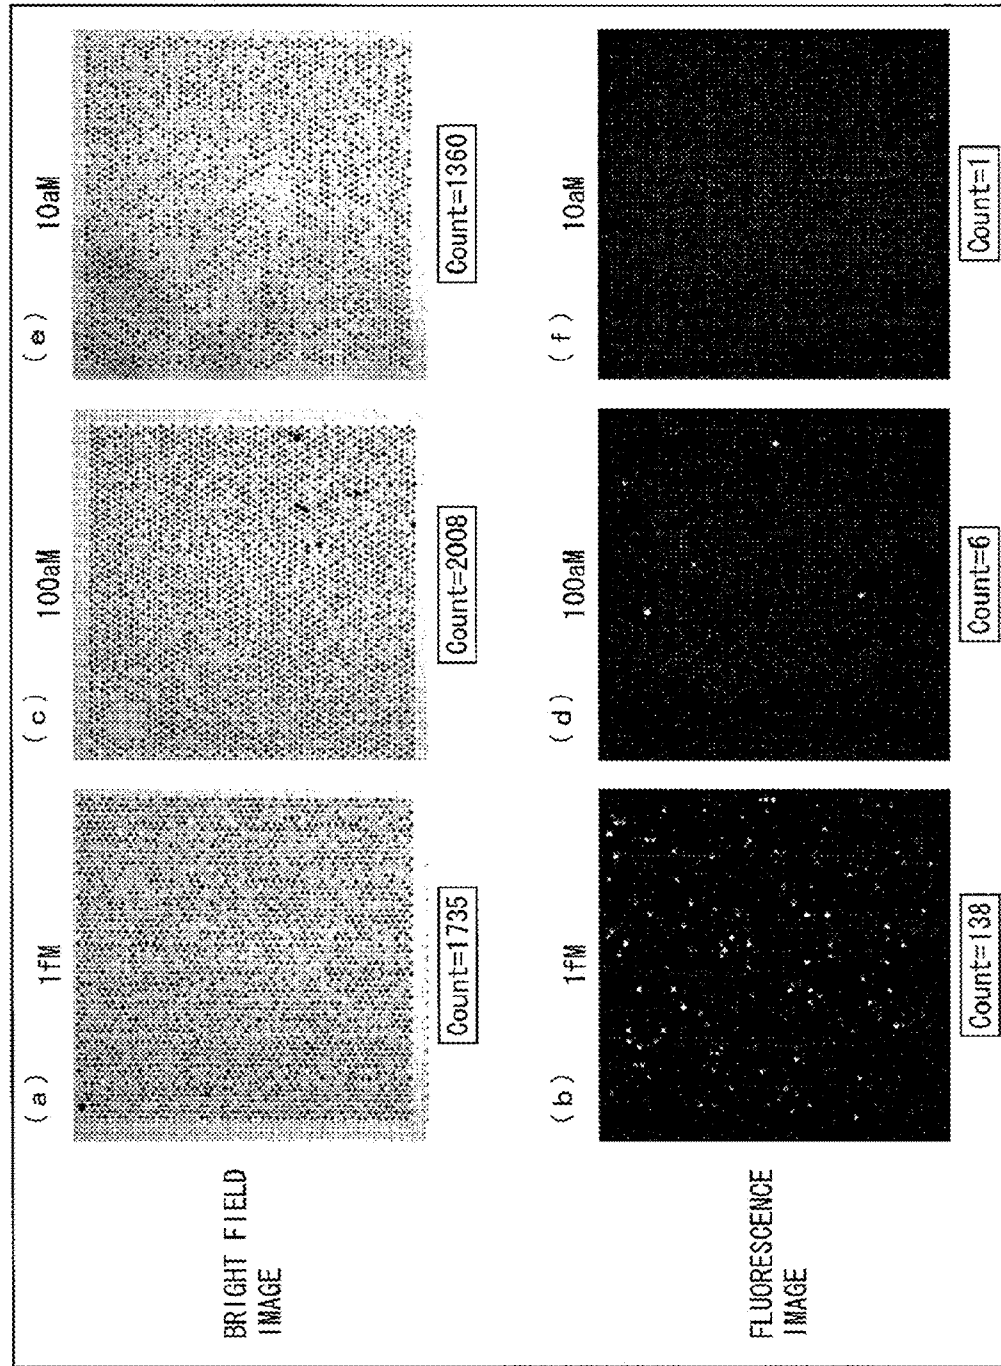 (a)
1fM
(c)
100aM
(e)
10aM
BRIGHT FIELD
IMAGE
Count=1735
Count=2008
Count=1360
(b)
1fM
(d)
100aM
(f)
10aM
FLUORESCENCE
IMAGE
Count=138
Count=6
Count=1